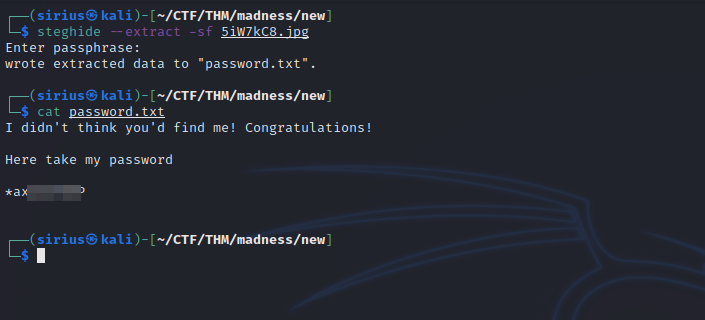 ┌──(sirius㉿kali)-[~/CTF/THM/madness/new]
└─$ steghide --extract -sf 5iW7kC8.jpg
Enter passphrase:
wrote extracted data to "password.txt".
┌──(sirius㉿kali)-[~/CTF/THM/madness/new]
└─$ cat password.txt
I didn't think you'd find me! Congratulations!
Here take my password
┌──(sirius㉿kali)-[~/CTF/THM/madness/new]
└─$